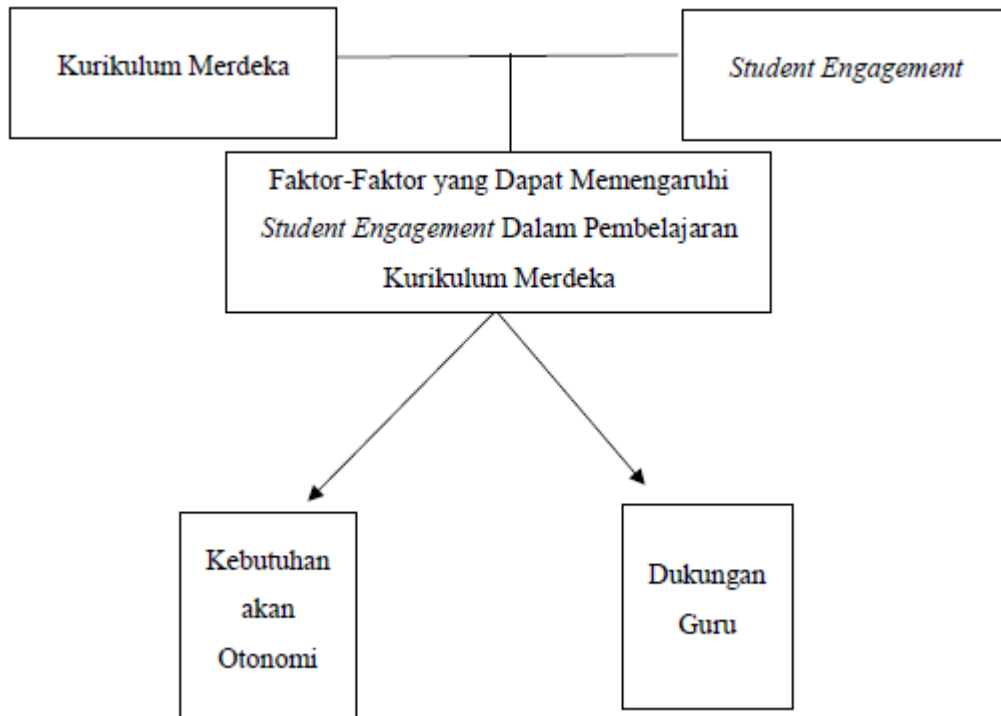 Kurikulum Merdeka
Student Engagement
Faktor-Faktor yang Dapat Memengaruhi
Student Engagement Dalam Pembelajaran
Kurikulum Merdeka
Kebutuhan
akan
Otonomi
Dukungan
Guru